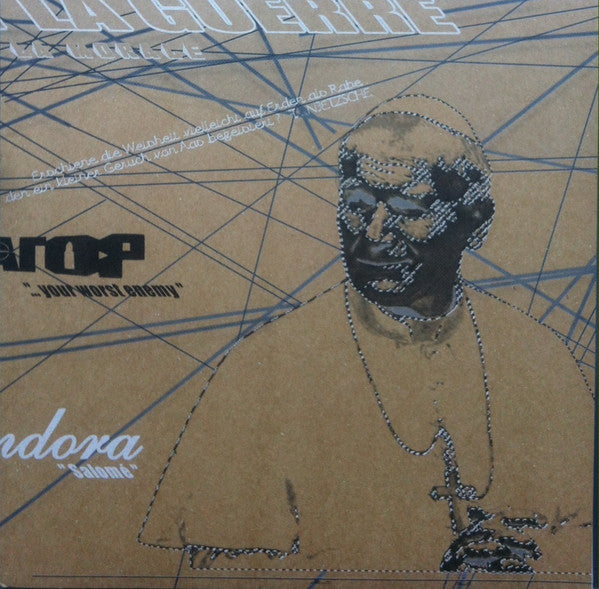 LAGUERRE
Erschiene die Weisheit vielleicht auf Erden als Rabe
den ein kleiner Geruch von Aas begeistert ? F. NIETZSCHE
"... your worst enemy"
ndora
"Salomé"